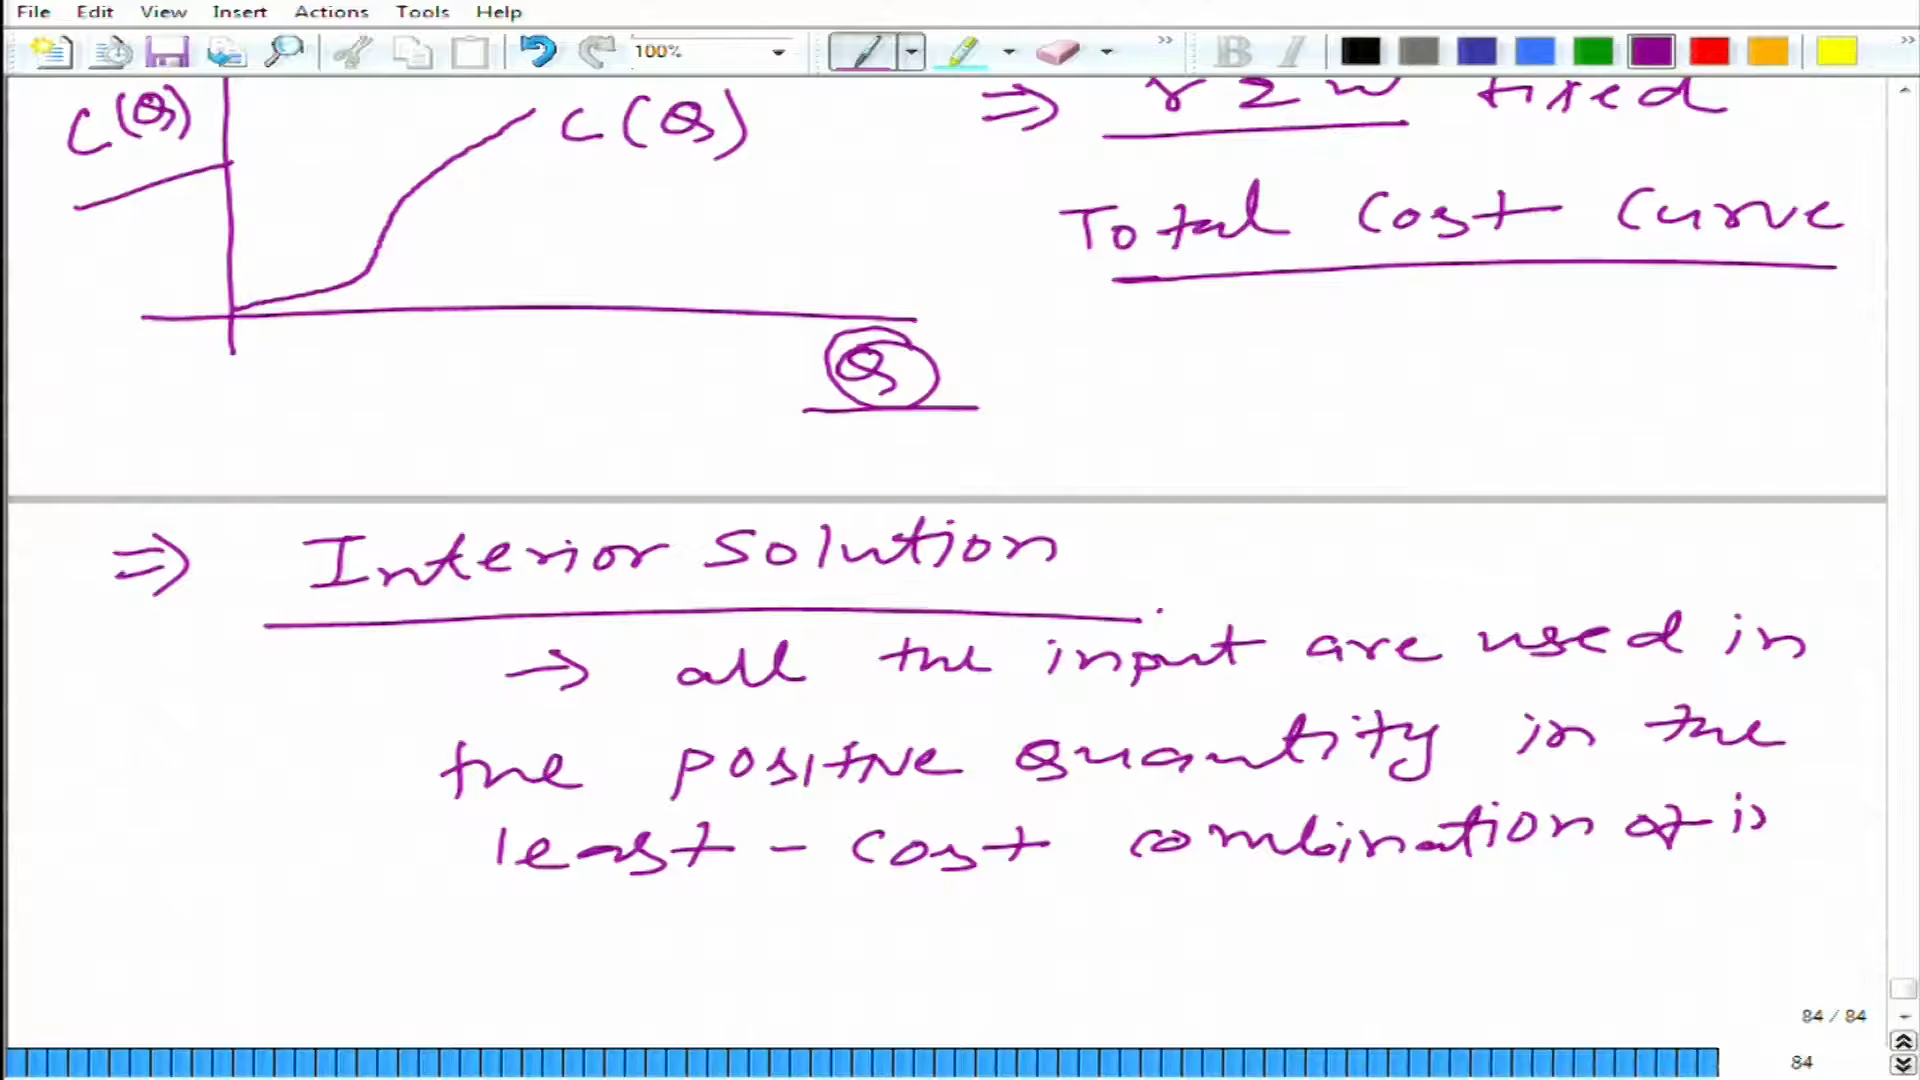 File Edit View Insert Actions Tools Help
100%
C(Q)
C(Q)
⇒ r & w fixed
Total Cost Curve
Q
⇒ Interior Solution
→ all the input are used in
the positive quantity in the
least - cost combination of i
84 / 84
84